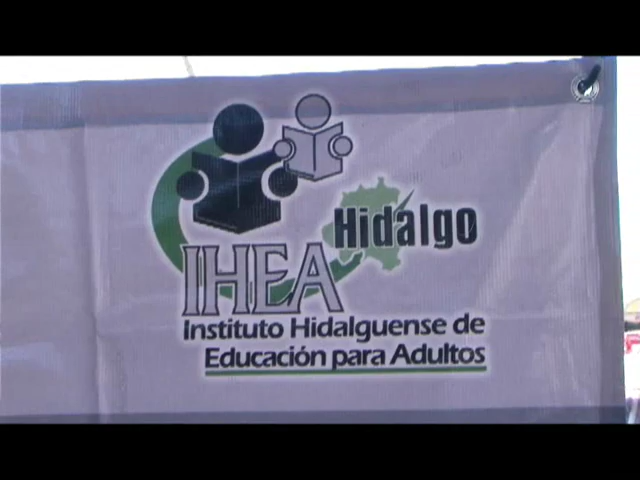 Hidalgo
IHEA
Instituto Hidalguense de
Educación para Adultos